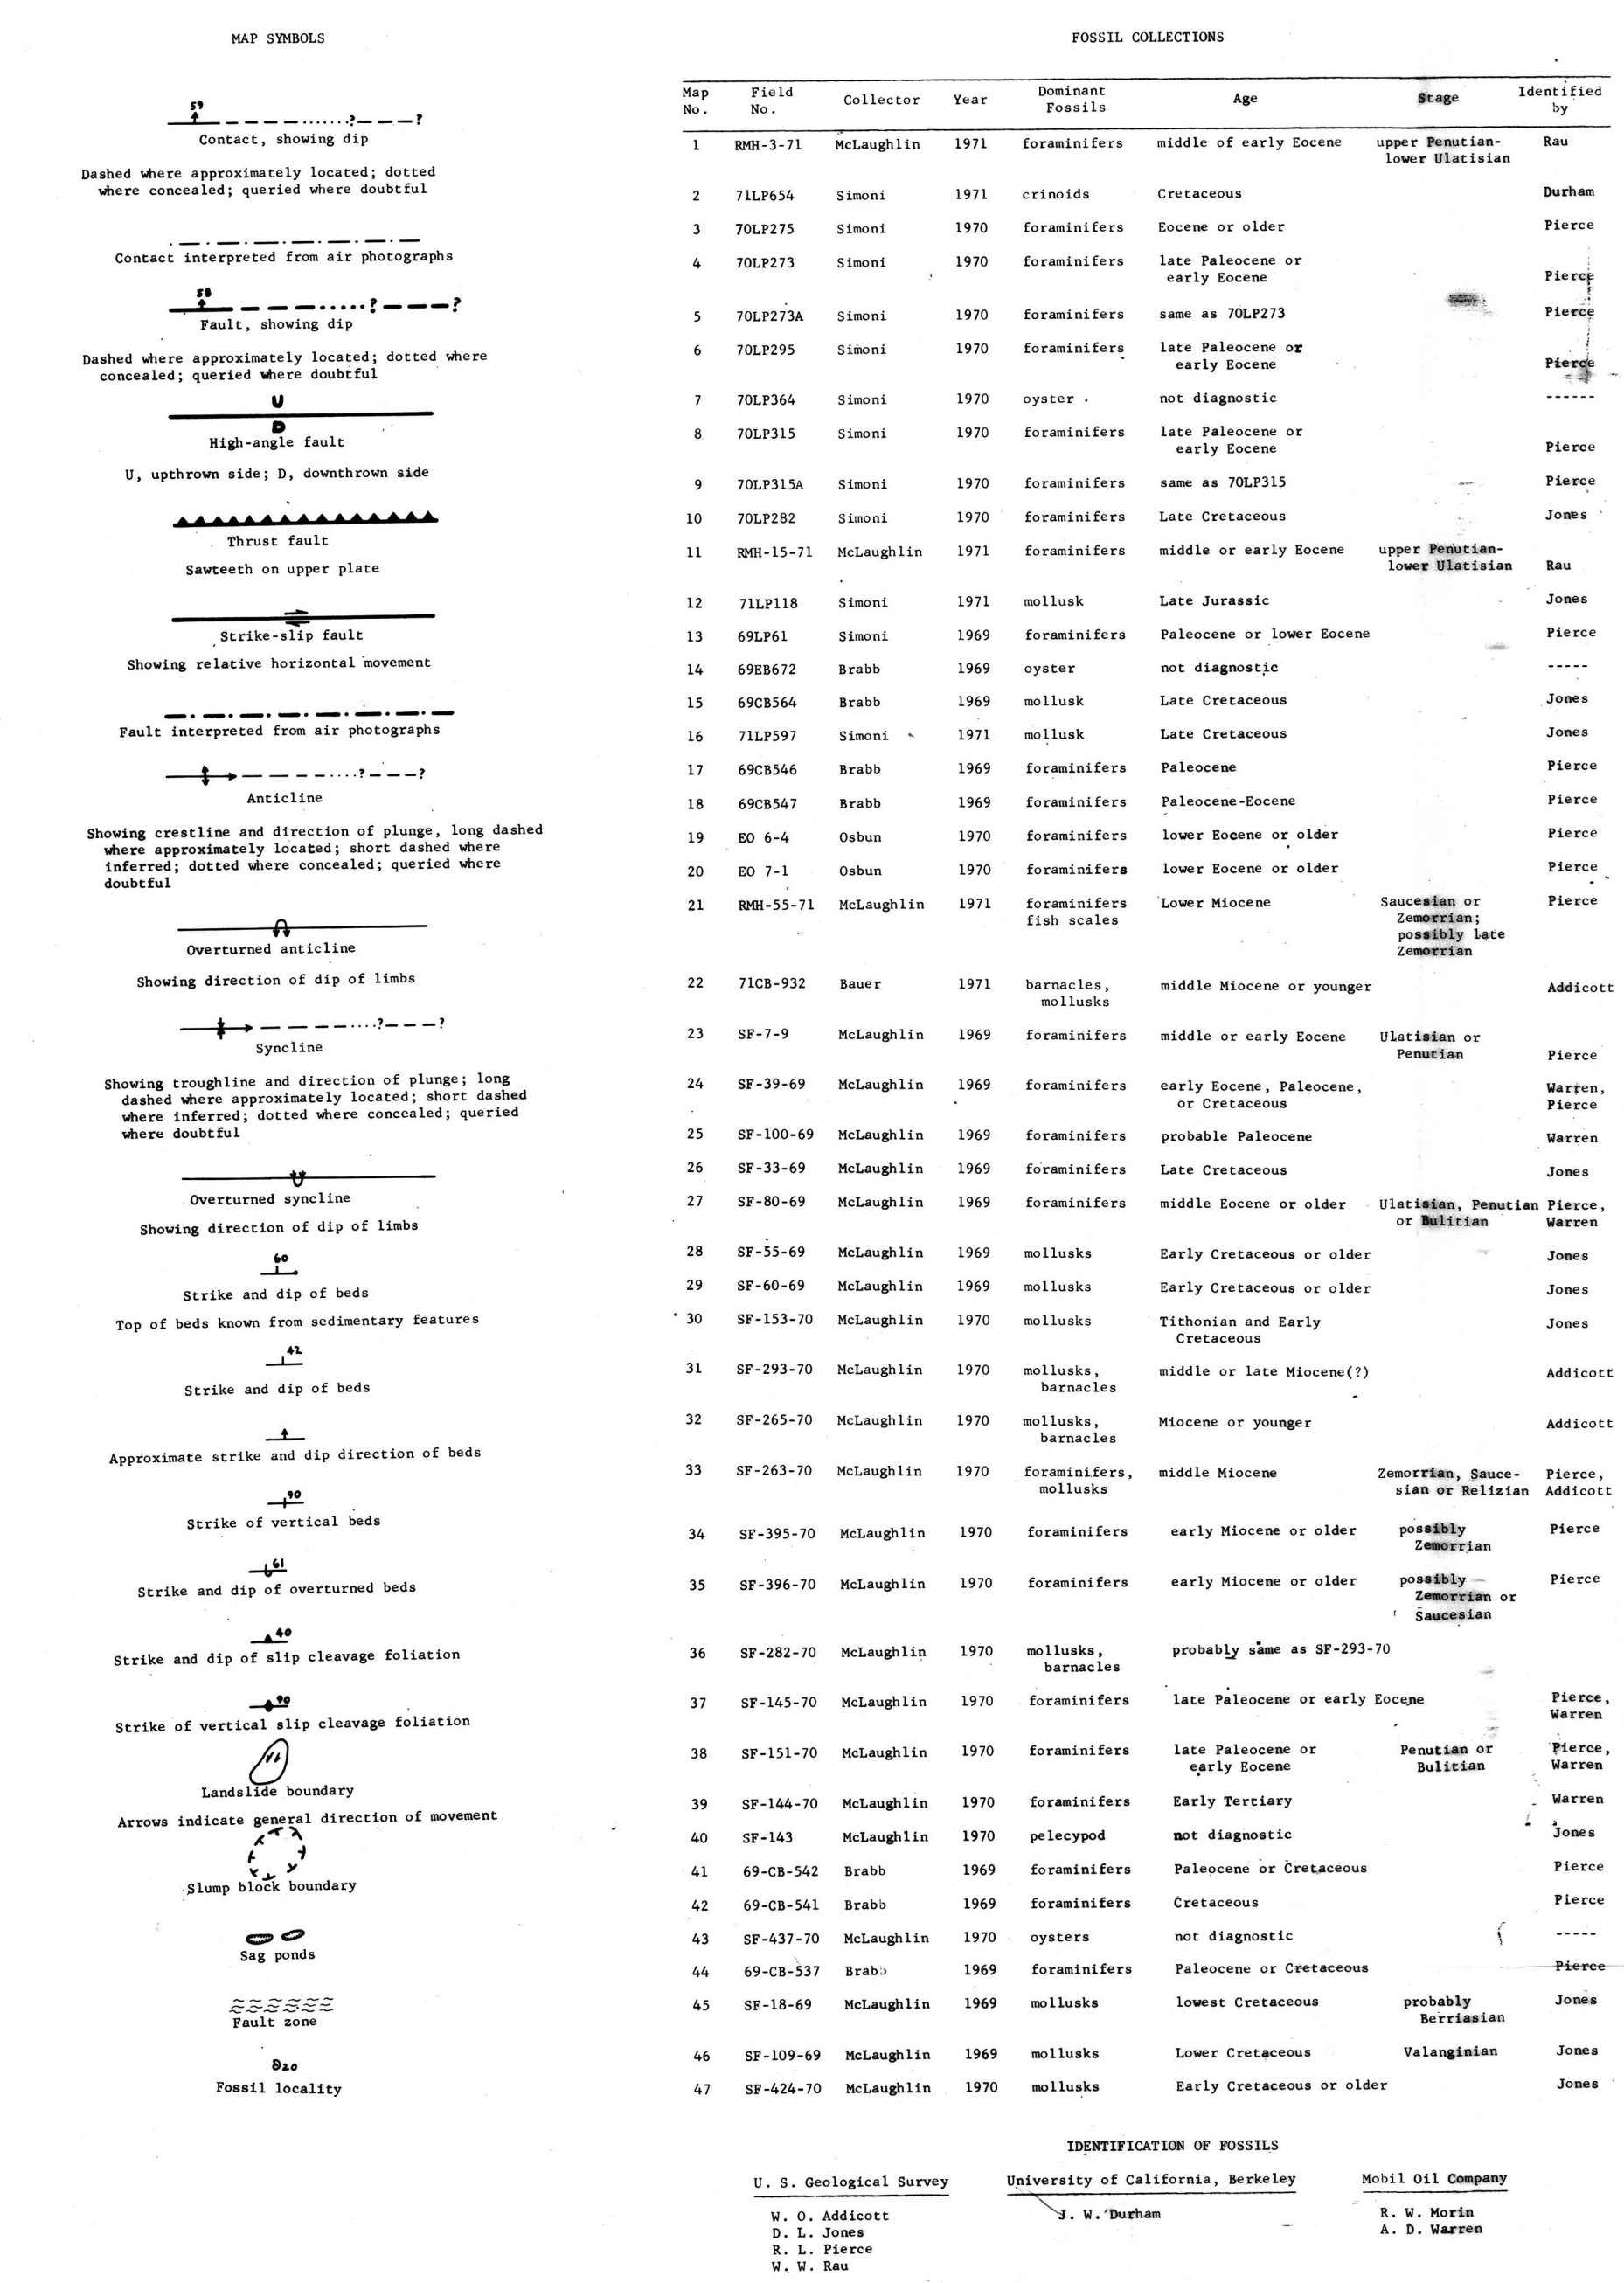 MAP SYMBOLS
59
? ?
Contact, showing dip
Dashed where approximately located; dotted
where concealed; queried where doubtful
Contact interpreted from air photographs
58
? ?
Fault, showing dip
Dashed where approximately located; dotted where
concealed; queried where doubtful
U
D
High-angle fault
U, upthrown side; D, downthrown side
Thrust fault
Sawteeth on upper plate
Strike-slip fault
Showing relative horizontal movement
Fault interpreted from air photographs
? ?
Anticline
Showing crestline and direction of plunge, long dashed
where approximately located; short dashed where
inferred; dotted where concealed; queried where
doubtful
Overturned anticline
Showing direction of dip of limbs
? ?
Syncline
Showing troughline and direction of plunge; long
dashed where approximately located; short dashed
where inferred; dotted where concealed; queried
where doubtful
Overturned syncline
Showing direction of dip of limbs
60
Strike and dip of beds
Top of beds known from sedimentary features
42
Strike and dip of beds
Approximate strike and dip direction of beds
90
Strike of vertical beds
61
Strike and dip of overturned beds
40
Strike and dip of slip cleavage foliation
90
Strike of vertical slip cleavage foliation
Landslide boundary
Arrows indicate general direction of movement
Slump block boundary
Sag ponds
Fault zone
20
Fossil locality
FOSSIL COLLECTIONS
Map Field Dominant Identified
No. No. Collector Year Fossils Age Stage by
1 RMH-3-71 McLaughlin 1971 foraminifers middle of early Eocene upper Penutian- Rau
lower Ulatisian
2 71LP654 Simoni 1971 crinoids Cretaceous Durham
3 70LP275 Simoni 1970 foraminifers Eocene or older Pierce
4 70LP273 Simoni 1970 foraminifers late Paleocene or
early Eocene Pierce
5 70LP273A Simoni 1970 foraminifers same as 70LP273 Pierce
6 70LP295 Simoni 1970 foraminifers late Paleocene or
early Eocene Pierce
7 70LP364 Simoni 1970 oyster not diagnostic ------
8 70LP315 Simoni 1970 foraminifers late Paleocene or
early Eocene Pierce
9 70LP315A Simoni 1970 foraminifers same as 70LP315 Pierce
10 70LP282 Simoni 1970 foraminifers Late Cretaceous Jones
11 RMH-15-71 McLaughlin 1971 foraminifers middle or early Eocene upper Penutian-
lower Ulatisian Rau
12 71LP118 Simoni 1971 mollusk Late Jurassic Jones
13 69LP61 Simoni 1969 foraminifers Paleocene or lower Eocene Pierce
14 69EB672 Brabb 1969 oyster not diagnostic -----
15 69CB564 Brabb 1969 mollusk Late Cretaceous Jones
16 71LP597 Simoni 1971 mollusk Late Cretaceous Jones
17 69CB546 Brabb 1969 foraminifers Paleocene Pierce
18 69CB547 Brabb 1969 foraminifers Paleocene-Eocene Pierce
19 EO 6-4 Osbun 1970 foraminifers lower Eocene or older Pierce
20 EO 7-1 Osbun 1970 foraminifers lower Eocene or older Pierce
21 RMH-55-71 McLaughlin 1971 foraminifers Lower Miocene Saucesian or Pierce
fish scales Zemorrian;
possibly late
Zemorrian
22 71CB-932 Bauer 1971 barnacles, middle Miocene or younger Addicott
mollusks
23 SF-7-9 McLaughlin 1969 foraminifers middle or early Eocene Ulatisian or
Penutian Pierce
24 SF-39-69 McLaughlin 1969 foraminifers early Eocene, Paleocene, Warren,
or Cretaceous Pierce
25 SF-100-69 McLaughlin 1969 foraminifers probable Paleocene Warren
26 SF-33-69 McLaughlin 1969 foraminifers Late Cretaceous Jones
27 SF-80-69 McLaughlin 1969 foraminifers middle Eocene or older Ulatisian, Penutian Pierce,
or Bulitian Warren
28 SF-55-69 McLaughlin 1969 mollusks Early Cretaceous or older Jones
29 SF-60-69 McLaughlin 1969 mollusks Early Cretaceous or older Jones
30 SF-153-70 McLaughlin 1970 mollusks Tithonian and Early Jones
Cretaceous
31 SF-293-70 McLaughlin 1970 mollusks, middle or late Miocene(?) Addicott
barnacles
32 SF-265-70 McLaughlin 1970 mollusks, Miocene or younger Addicott
barnacles
33 SF-263-70 McLaughlin 1970 foraminifers, middle Miocene Zemorrian, Sauce- Pierce,
mollusks sian or Relizian Addicott
34 SF-395-70 McLaughlin 1970 foraminifers early Miocene or older possibly Pierce
Zemorrian
35 SF-396-70 McLaughlin 1970 foraminifers early Miocene or older possibly Pierce
Zemorrian or
Saucesian
36 SF-282-70 McLaughlin 1970 mollusks, probably same as SF-293-70
barnacles
37 SF-145-70 McLaughlin 1970 foraminifers late Paleocene or early Eocene Pierce,
Warren
38 SF-151-70 McLaughlin 1970 foraminifers late Paleocene or Penutian or Pierce,
early Eocene Bulitian Warren
39 SF-144-70 McLaughlin 1970 foraminifers Early Tertiary Warren
40 SF-143 McLaughlin 1970 pelecypod not diagnostic Jones
41 69-CB-542 Brabb 1969 foraminifers Paleocene or Cretaceous Pierce
42 69-CB-541 Brabb 1969 foraminifers Cretaceous Pierce
43 SF-437-70 McLaughlin 1970 oysters not diagnostic -----
44 69-CB-537 Brabb 1969 foraminifers Paleocene or Cretaceous Pierce
45 SF-18-69 McLaughlin 1969 mollusks lowest Cretaceous probably Jones
Berriasian
46 SF-109-69 McLaughlin 1969 mollusks Lower Cretaceous Valanginian Jones
47 SF-424-70 McLaughlin 1970 mollusks Early Cretaceous or older Jones
IDENTIFICATION OF FOSSILS
U. S. Geological Survey University of California, Berkeley Mobil Oil Company
W. O. Addicott J. W. Durham R. W. Morin
D. L. Jones A. D. Warren
R. L. Pierce
W. W. Rau